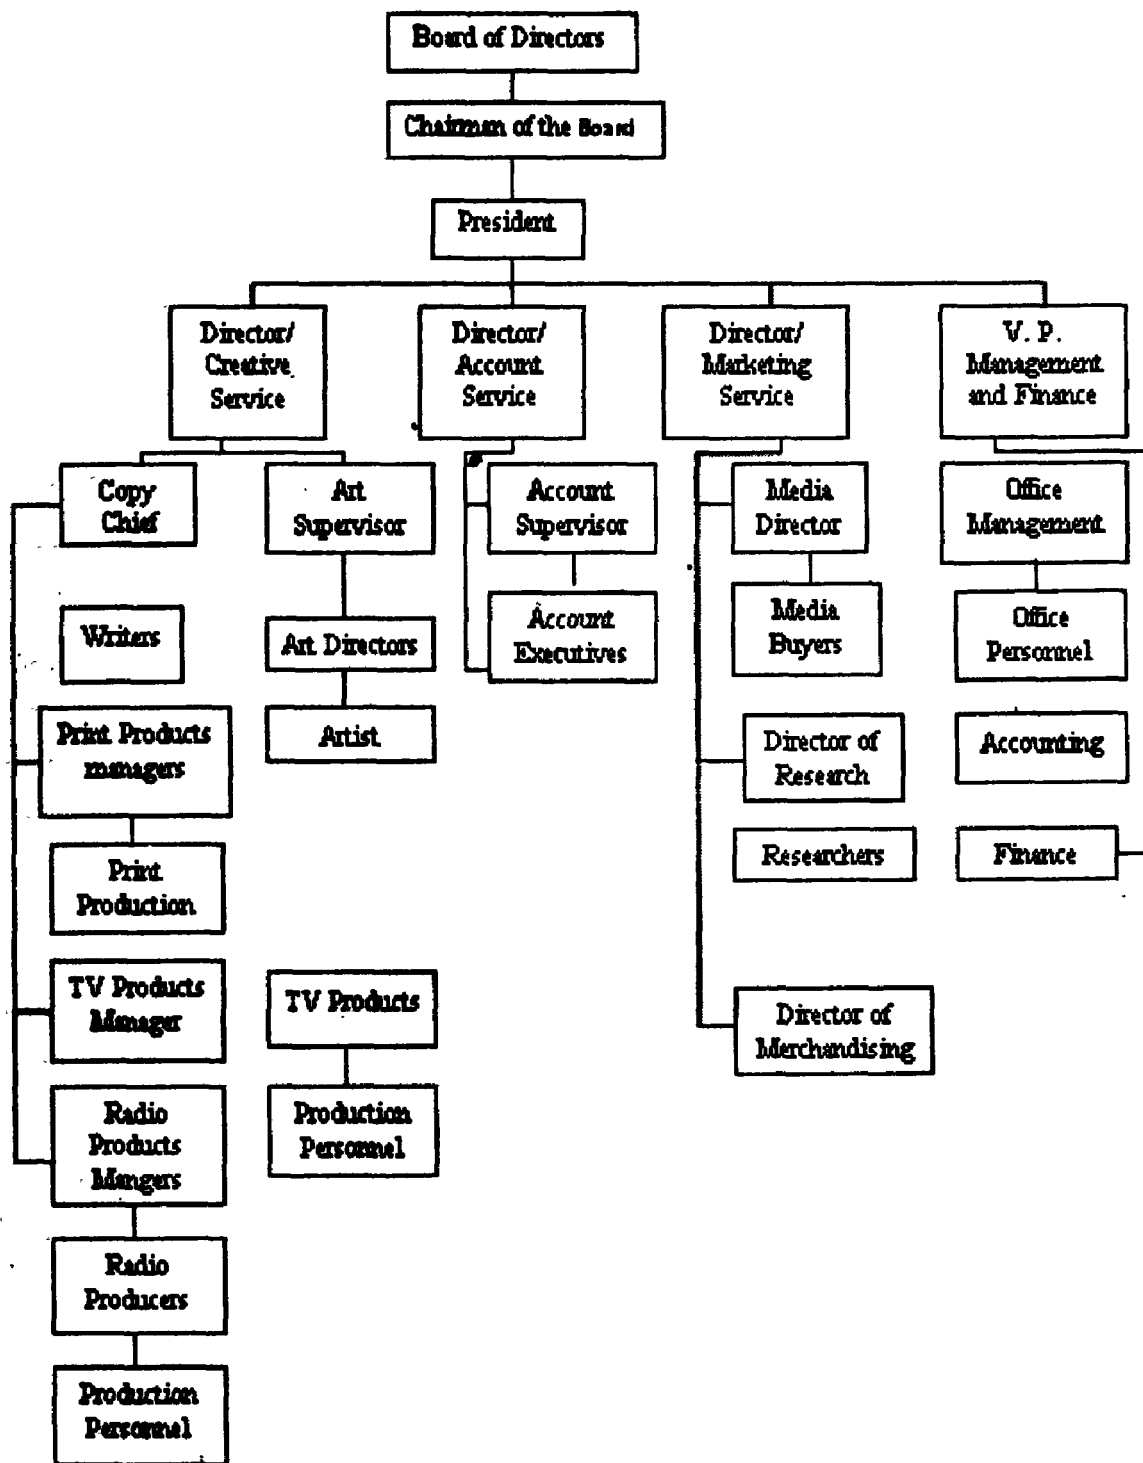 Board of Directors
Chairman of the Board
President
Director/
Creative
Service
Director/
Account
Service
Director/
Marketing
Service
V. P.
Management
and Finance
Copy
Chief
Art
Supervisor
Account
Supervisor
Media
Director
Office
Management
Writers
Art Directors
Account
Executives
Media
Buyers
Office
Personnel
Print Products
managers
Artist
Director of
Research
Accounting
Print
Production
Researchers
Finance
TV Products
Manager
TV Products
Director of
Merchandising
Radio
Products
Mangers
Production
Personnel
Radio
Producers
Production
Personnel